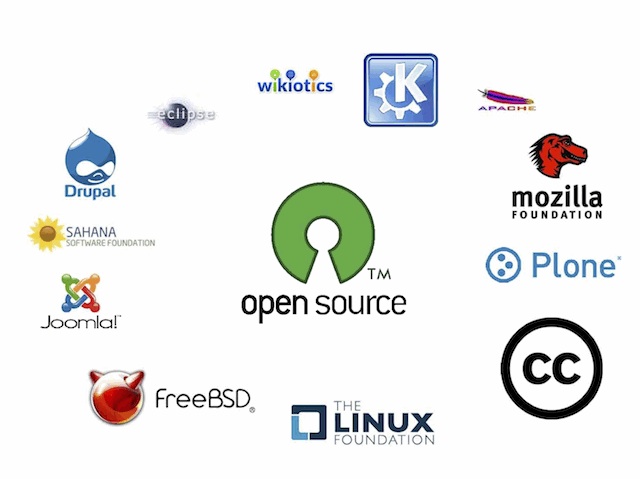 wikiotics
K
eclipse
APACHE
Drupal
mozilla
FOUNDATION
SAHANA
SOFTWARE FOUNDATION
Plone®
TM
open source
Joomla!™
cc
FreeBSD®
THE
LINUX
FOUNDATION